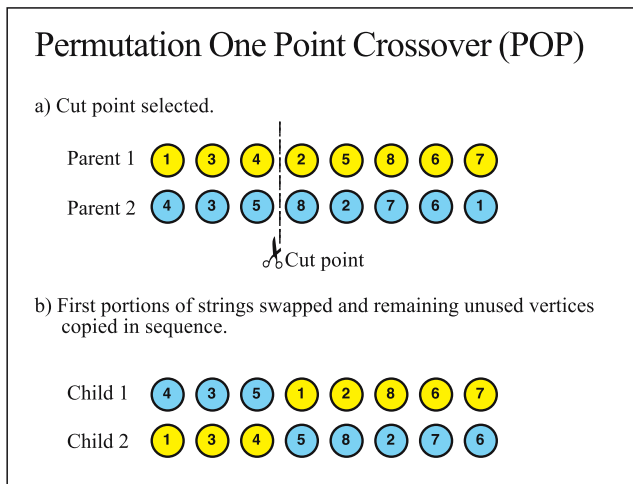 Permutation One Point Crossover (POP)
a) Cut point selected.
Parent 1 1 3 4 2 5 8 6 7
Parent 2 4 3 5 8 2 7 6 1
Cut point
b) First portions of strings swapped and remaining unused vertices
copied in sequence.
Child 1 4 3 5 1 2 8 6 7
Child 2 1 3 4 5 8 2 7 6